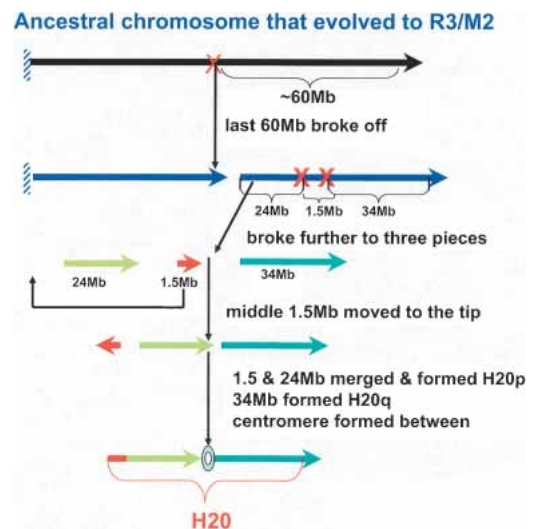 Ancestral chromosome that evolved to R3/M2
~60Mb
last 60Mb broke off
24Mb 1.5Mb 34Mb
broke further to three pieces
24Mb 1.5Mb 34Mb
middle 1.5Mb moved to the tip
1.5 & 24Mb merged & formed H20p
34Mb formed H20q
centromere formed between
H20